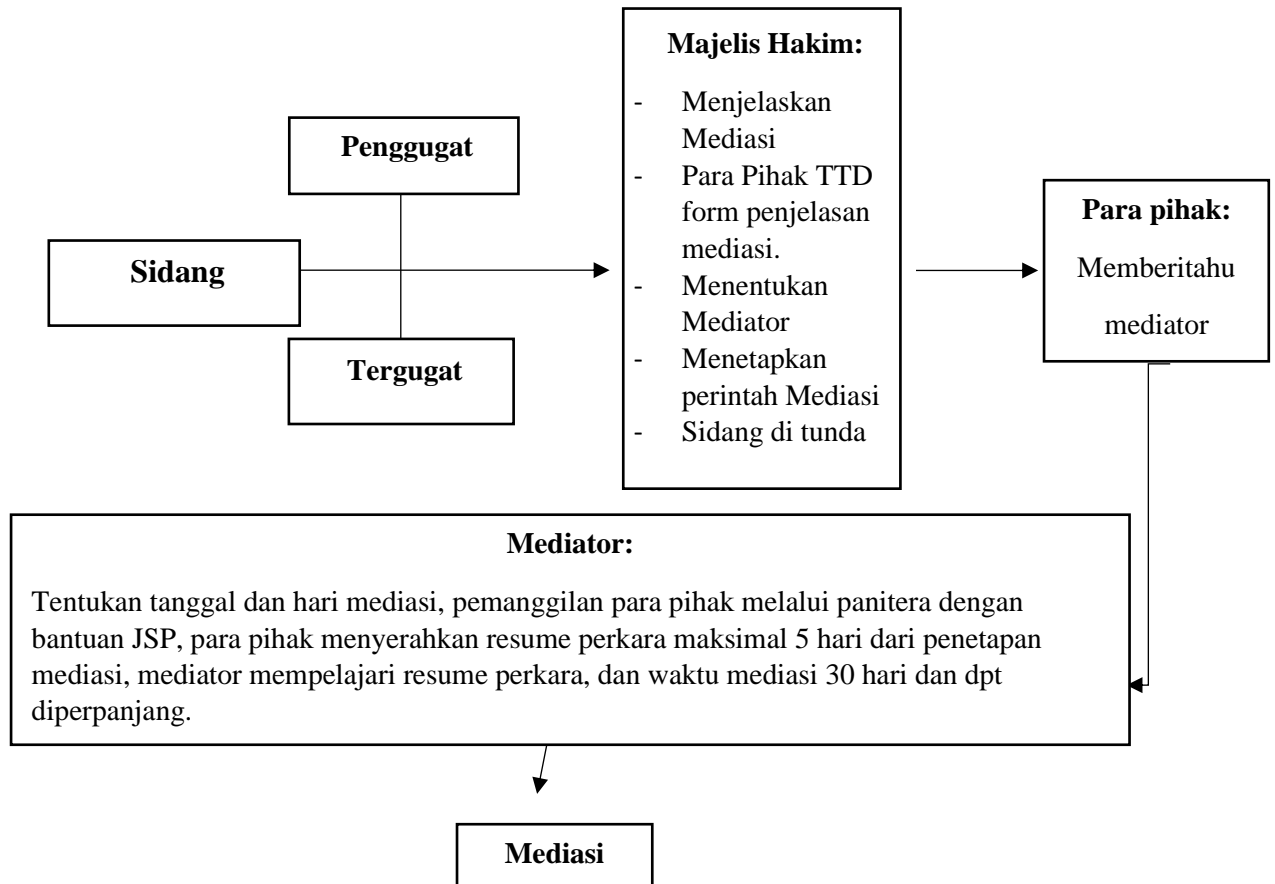 Sidang
Penggugat
Tergugat
Majelis Hakim:
- Menjelaskan
Mediasi
- Para Pihak TTD
form penjelasan
mediasi.
- Menentukan
Mediator
- Menetapkan
perintah Mediasi
- Sidang di tunda
Para pihak:
Memberitahu
mediator
Mediator:
Tentukan tanggal dan hari mediasi, pemanggilan para pihak melalui panitera dengan
bantuan JSP, para pihak menyerahkan resume perkara maksimal 5 hari dari penetapan
mediasi, mediator mempelajari resume perkara, dan waktu mediasi 30 hari dan dpt
diperpanjang.
Mediasi